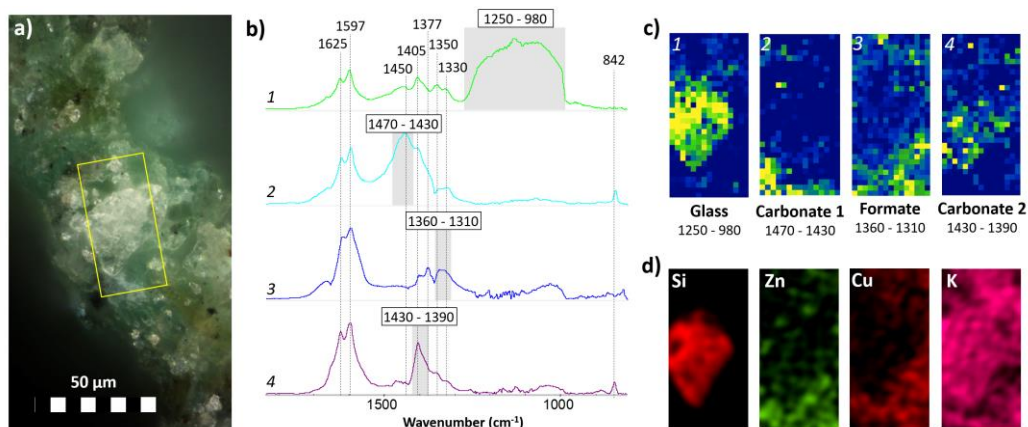 a)
50 µm
b)
1625
1597
1450
1405
1377
1350
1330
1250 - 980
842
1
1470 - 1430
2
1360 - 1310
3
1430 - 1390
4
1500
1000
Wavenumber (cm-1)
c)
1
2
3
4
Glass
Carbonate 1
Formate
Carbonate 2
1250 - 980
1470 - 1430
1360 - 1310
1430 - 1390
d)
Si
Zn
Cu
K